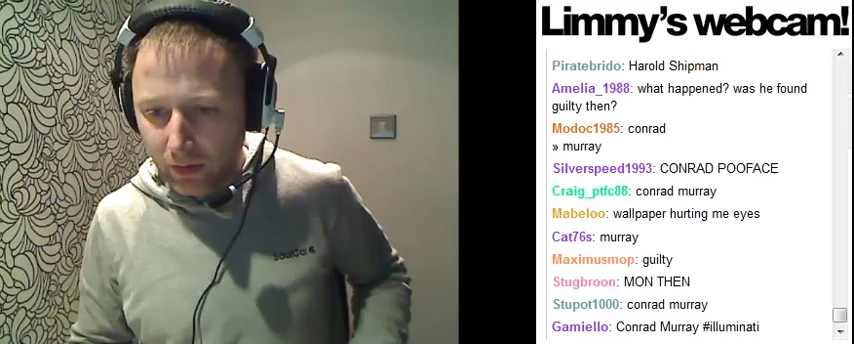 Limmy's webcam!
Piratebrido: Harold Shipman
Amelia_1988: what happened? was he found
guilty then?
Modoc1985: conrad
» murray
Silverspeed1993: CONRAD POOFACE
Craig_ptfc88: conrad murray
Mabeloo: wallpaper hurting me eyes
Cat76s: murray
Maximusmop: guilty
Stugbroon: MON THEN
Stupot1000: conrad murray
Gamiello: Conrad Murray #illuminati
SoulCal